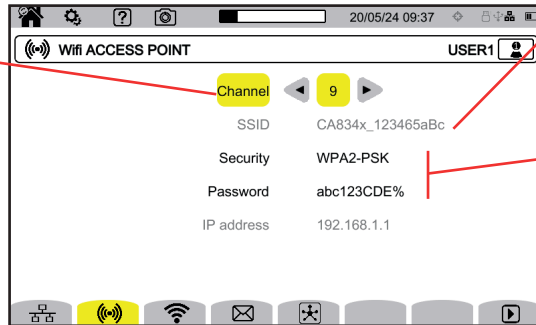 20/05/24 09:37
Wifi ACCESS POINT USER1
Channel 9
SSID CA834x_123465aBc
Security WPA2-PSK
Password abc123CDE%
IP address 192.168.1.1